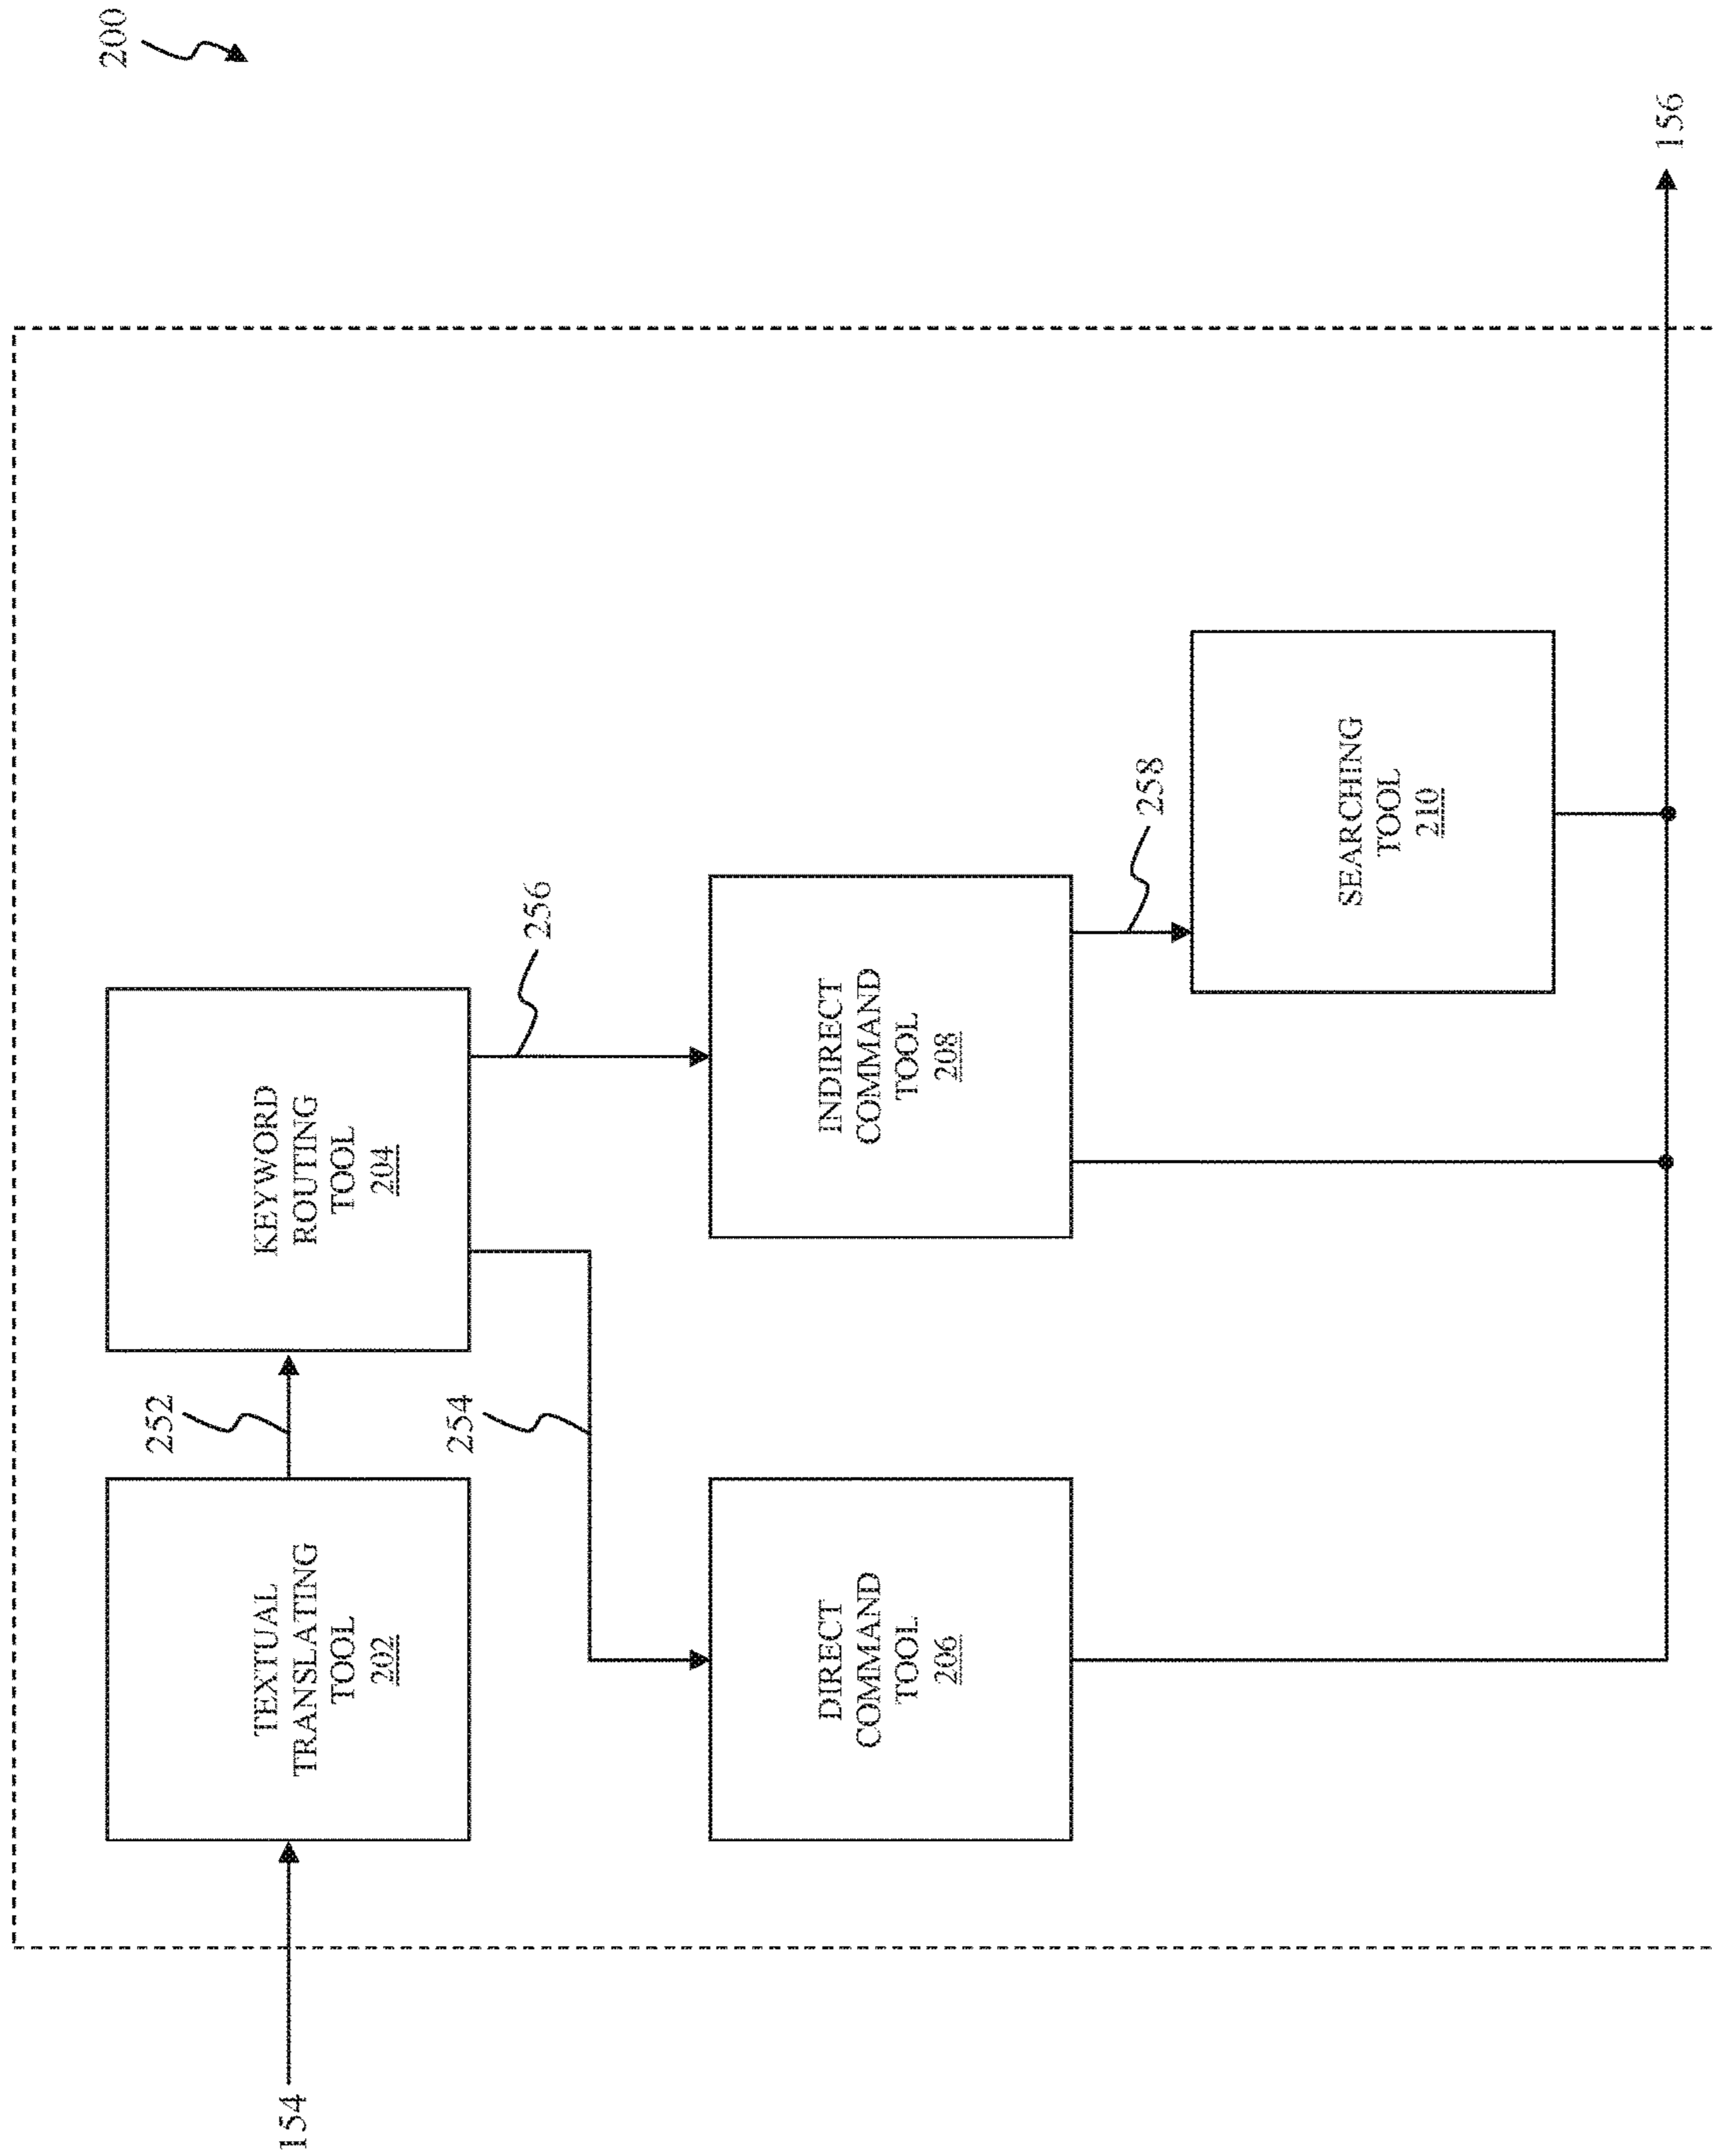 200
154
TEXTUAL
TRANSLATING
TOOL
202
252
KEYWORD
ROUTING
TOOL
204
254
256
DIRECT
COMMAND
TOOL
206
INDIRECT
COMMAND
TOOL
208
258
SEARCHING
TOOL
210
156